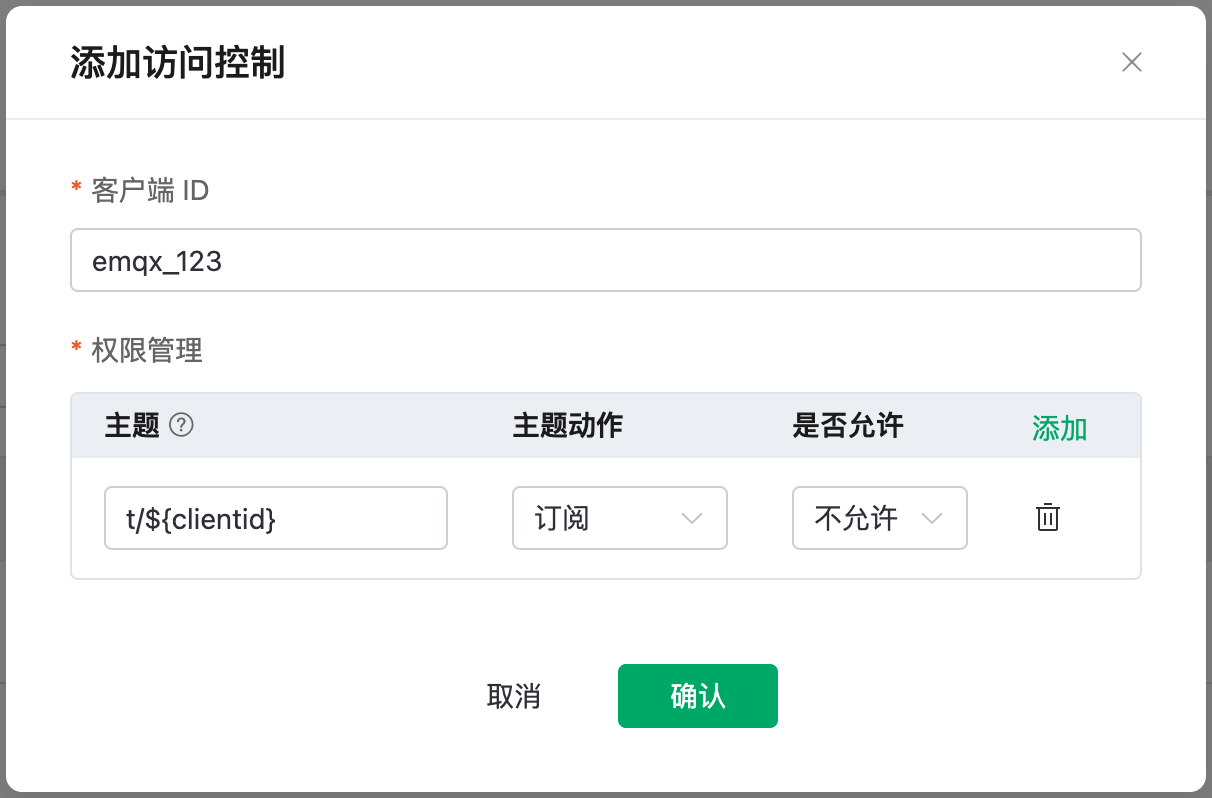 添加访问控制
* 客户端 ID
emqx_123
* 权限管理
主题 ? 主题动作 是否允许 添加
t/${clientid} 订阅 不允许
取消 确认